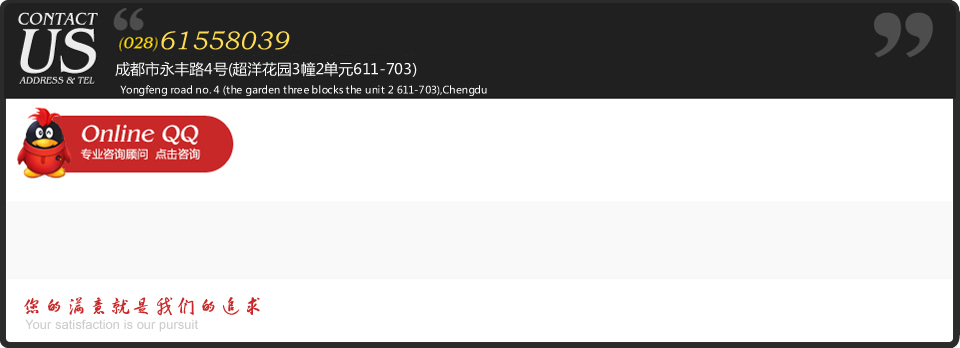 CONTACT
US
ADDRESS & TEL
(028)61558039
成都市永丰路4号(超洋花园3幢2单元611-703)
Yongfeng road no. 4 (the garden three blocks the unit 2 611-703),Chengdu
Online QQ
专业咨询顾问 点击咨询
您的满意就是我们的追求
Your satisfaction is our pursuit